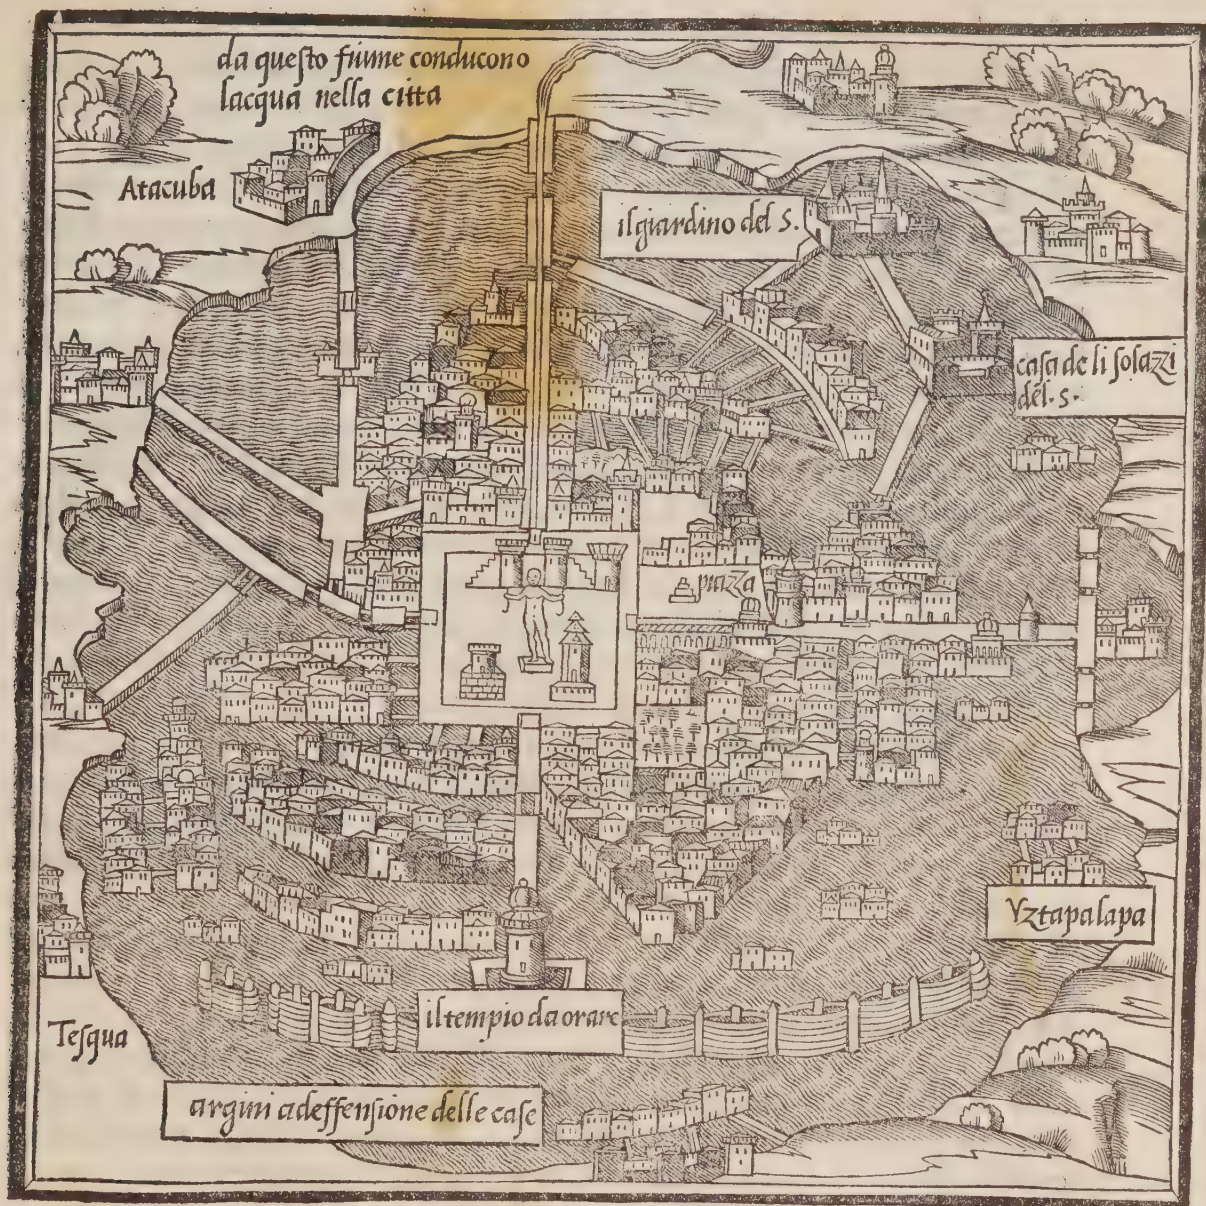 da queſto fiume conducono
lacqua nella citta
Atacuba
il giardino del S.
caſa de li ſolazzi
del. S.
piazza
Yztapalapa
il tempio da orare
Teſqua
argini a deffenſione delle caſe